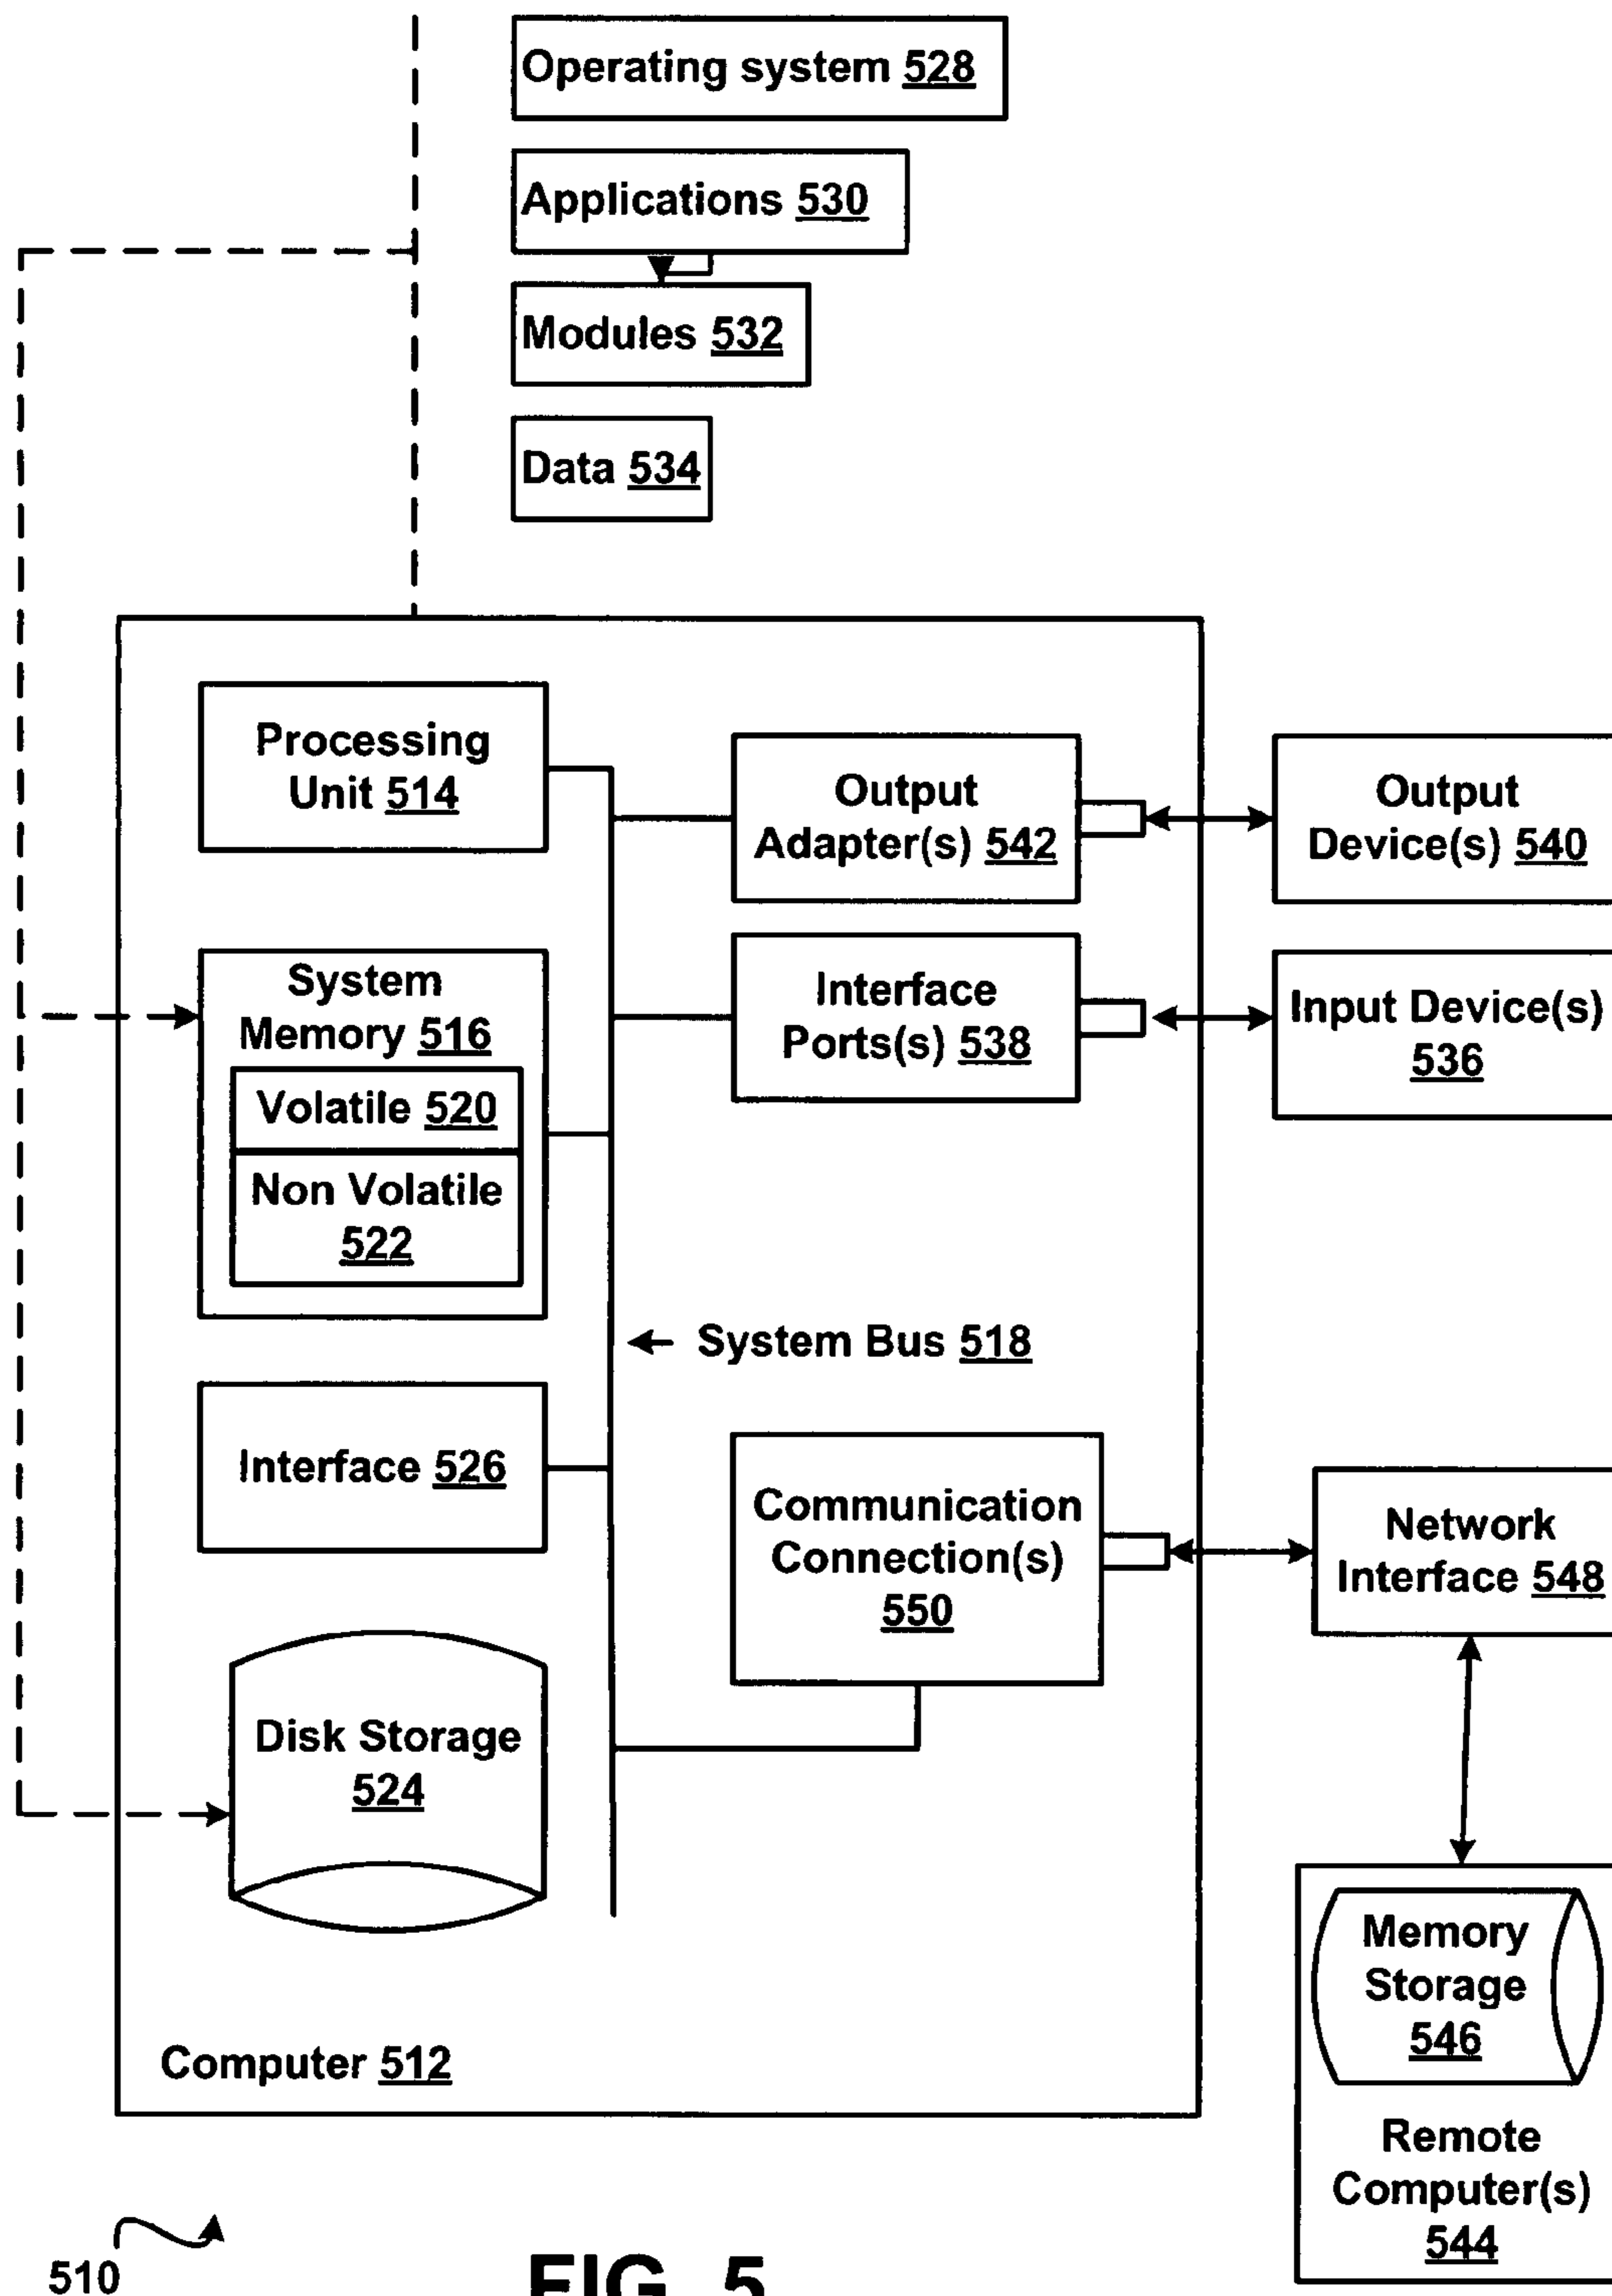 Operating system 528
Applications 530
Modules 532
Data 534
Processing
Unit 514
Output
Adapter(s) 542
Output
Device(s) 540
System
Memory 516
Volatile 520
Non Volatile
522
Interface
Ports(s) 538
Input Device(s)
536
System Bus 518
Interface 526
Communication
Connection(s)
550
Network
Interface 548
Disk Storage
524
Memory
Storage
546
Remote
Computer(s)
544
Computer 512
510
FIG. 5